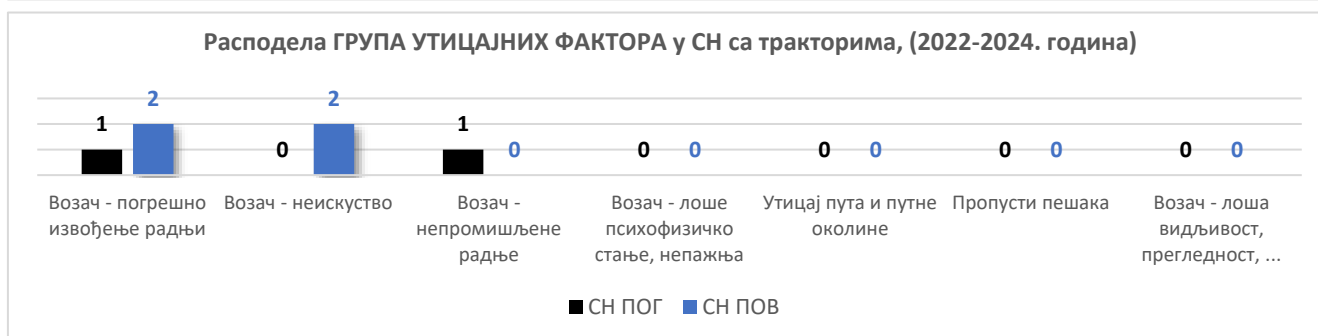 Расподела ГРУПА УТИЦАЈНИХ ФАКТОРА у СН са тракторима, (2022-2024. година)
1 2 0 2 1 0 0 0 0 0 0 0 0 0
Возач - погрешно извођење радњи
Возач - неискуство
Возач - непромишљене радње
Возач - лоше психофизичко стање, непажња
Утицај пута и путне околине
Пропусти пешака
Возач - лоша видљивост, прегледност, ...
СН ПОГ СН ПОВ